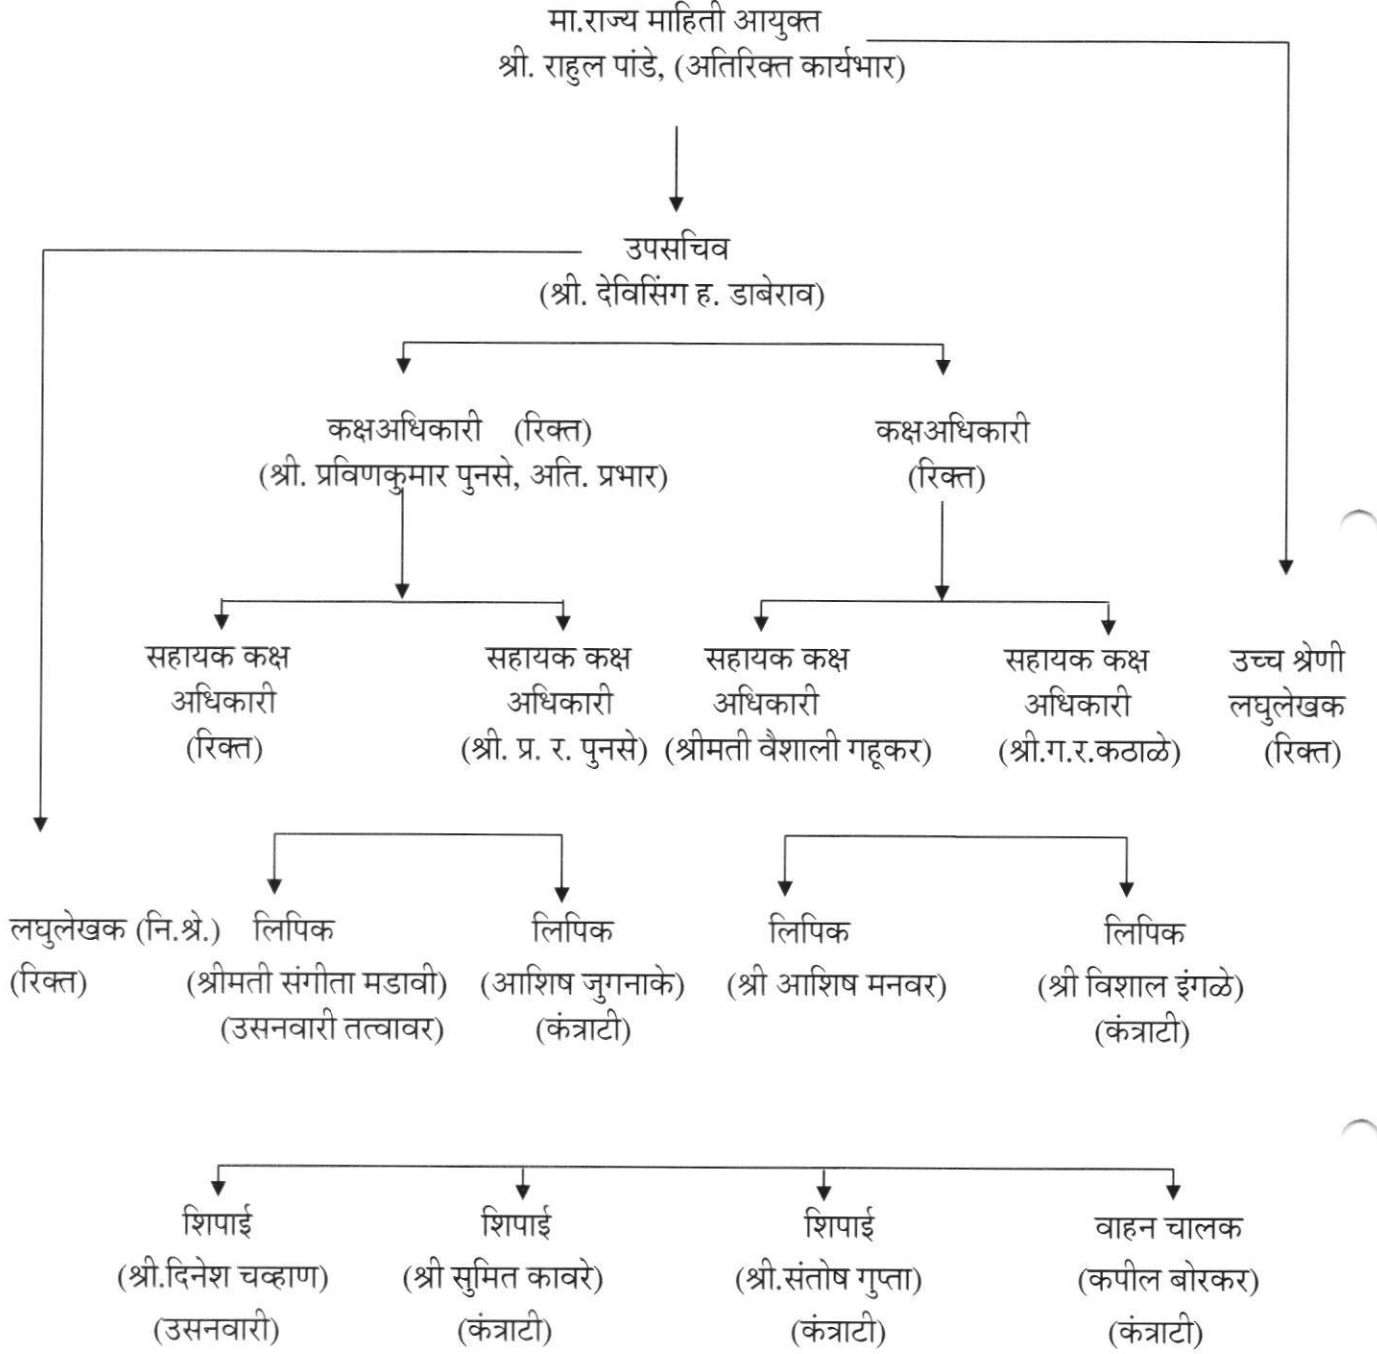 मा.राज्य माहिती आयुक्त
श्री. राहुल पांडे, (अतिरिक्त कार्यभार)
उपसचिव
(श्री. देविसिंग ह. डाबेराव)
कक्षअधिकारी (रिक्त)
(श्री. प्रविणकुमार पुनसे, अति. प्रभार)
कक्षअधिकारी
(रिक्त)
सहायक कक्ष
अधिकारी
(रिक्त)
सहायक कक्ष
अधिकारी
(श्री. प्र. र. पुनसे)
सहायक कक्ष
अधिकारी
(श्रीमती वैशाली गहूकर)
सहायक कक्ष
अधिकारी
(श्री.ग.र.कठाळे)
उच्च श्रेणी
लघुलेखक
(रिक्त)
लघुलेखक (नि.श्रे.)
(रिक्त)
लिपिक
(श्रीमती संगीता मडावी)
(उसनवारी तत्वावर)
लिपिक
(आशिष जुगनाके)
(कंत्राटी)
लिपिक
(श्री आशिष मनवर)
लिपिक
(श्री विशाल इंगळे)
(कंत्राटी)
शिपाई
(श्री.दिनेश चव्हाण)
(उसनवारी)
शिपाई
(श्री सुमित कावरे)
(कंत्राटी)
शिपाई
(श्री.संतोष गुप्ता)
(कंत्राटी)
वाहन चालक
(कपील बोरकर)
(कंत्राटी)